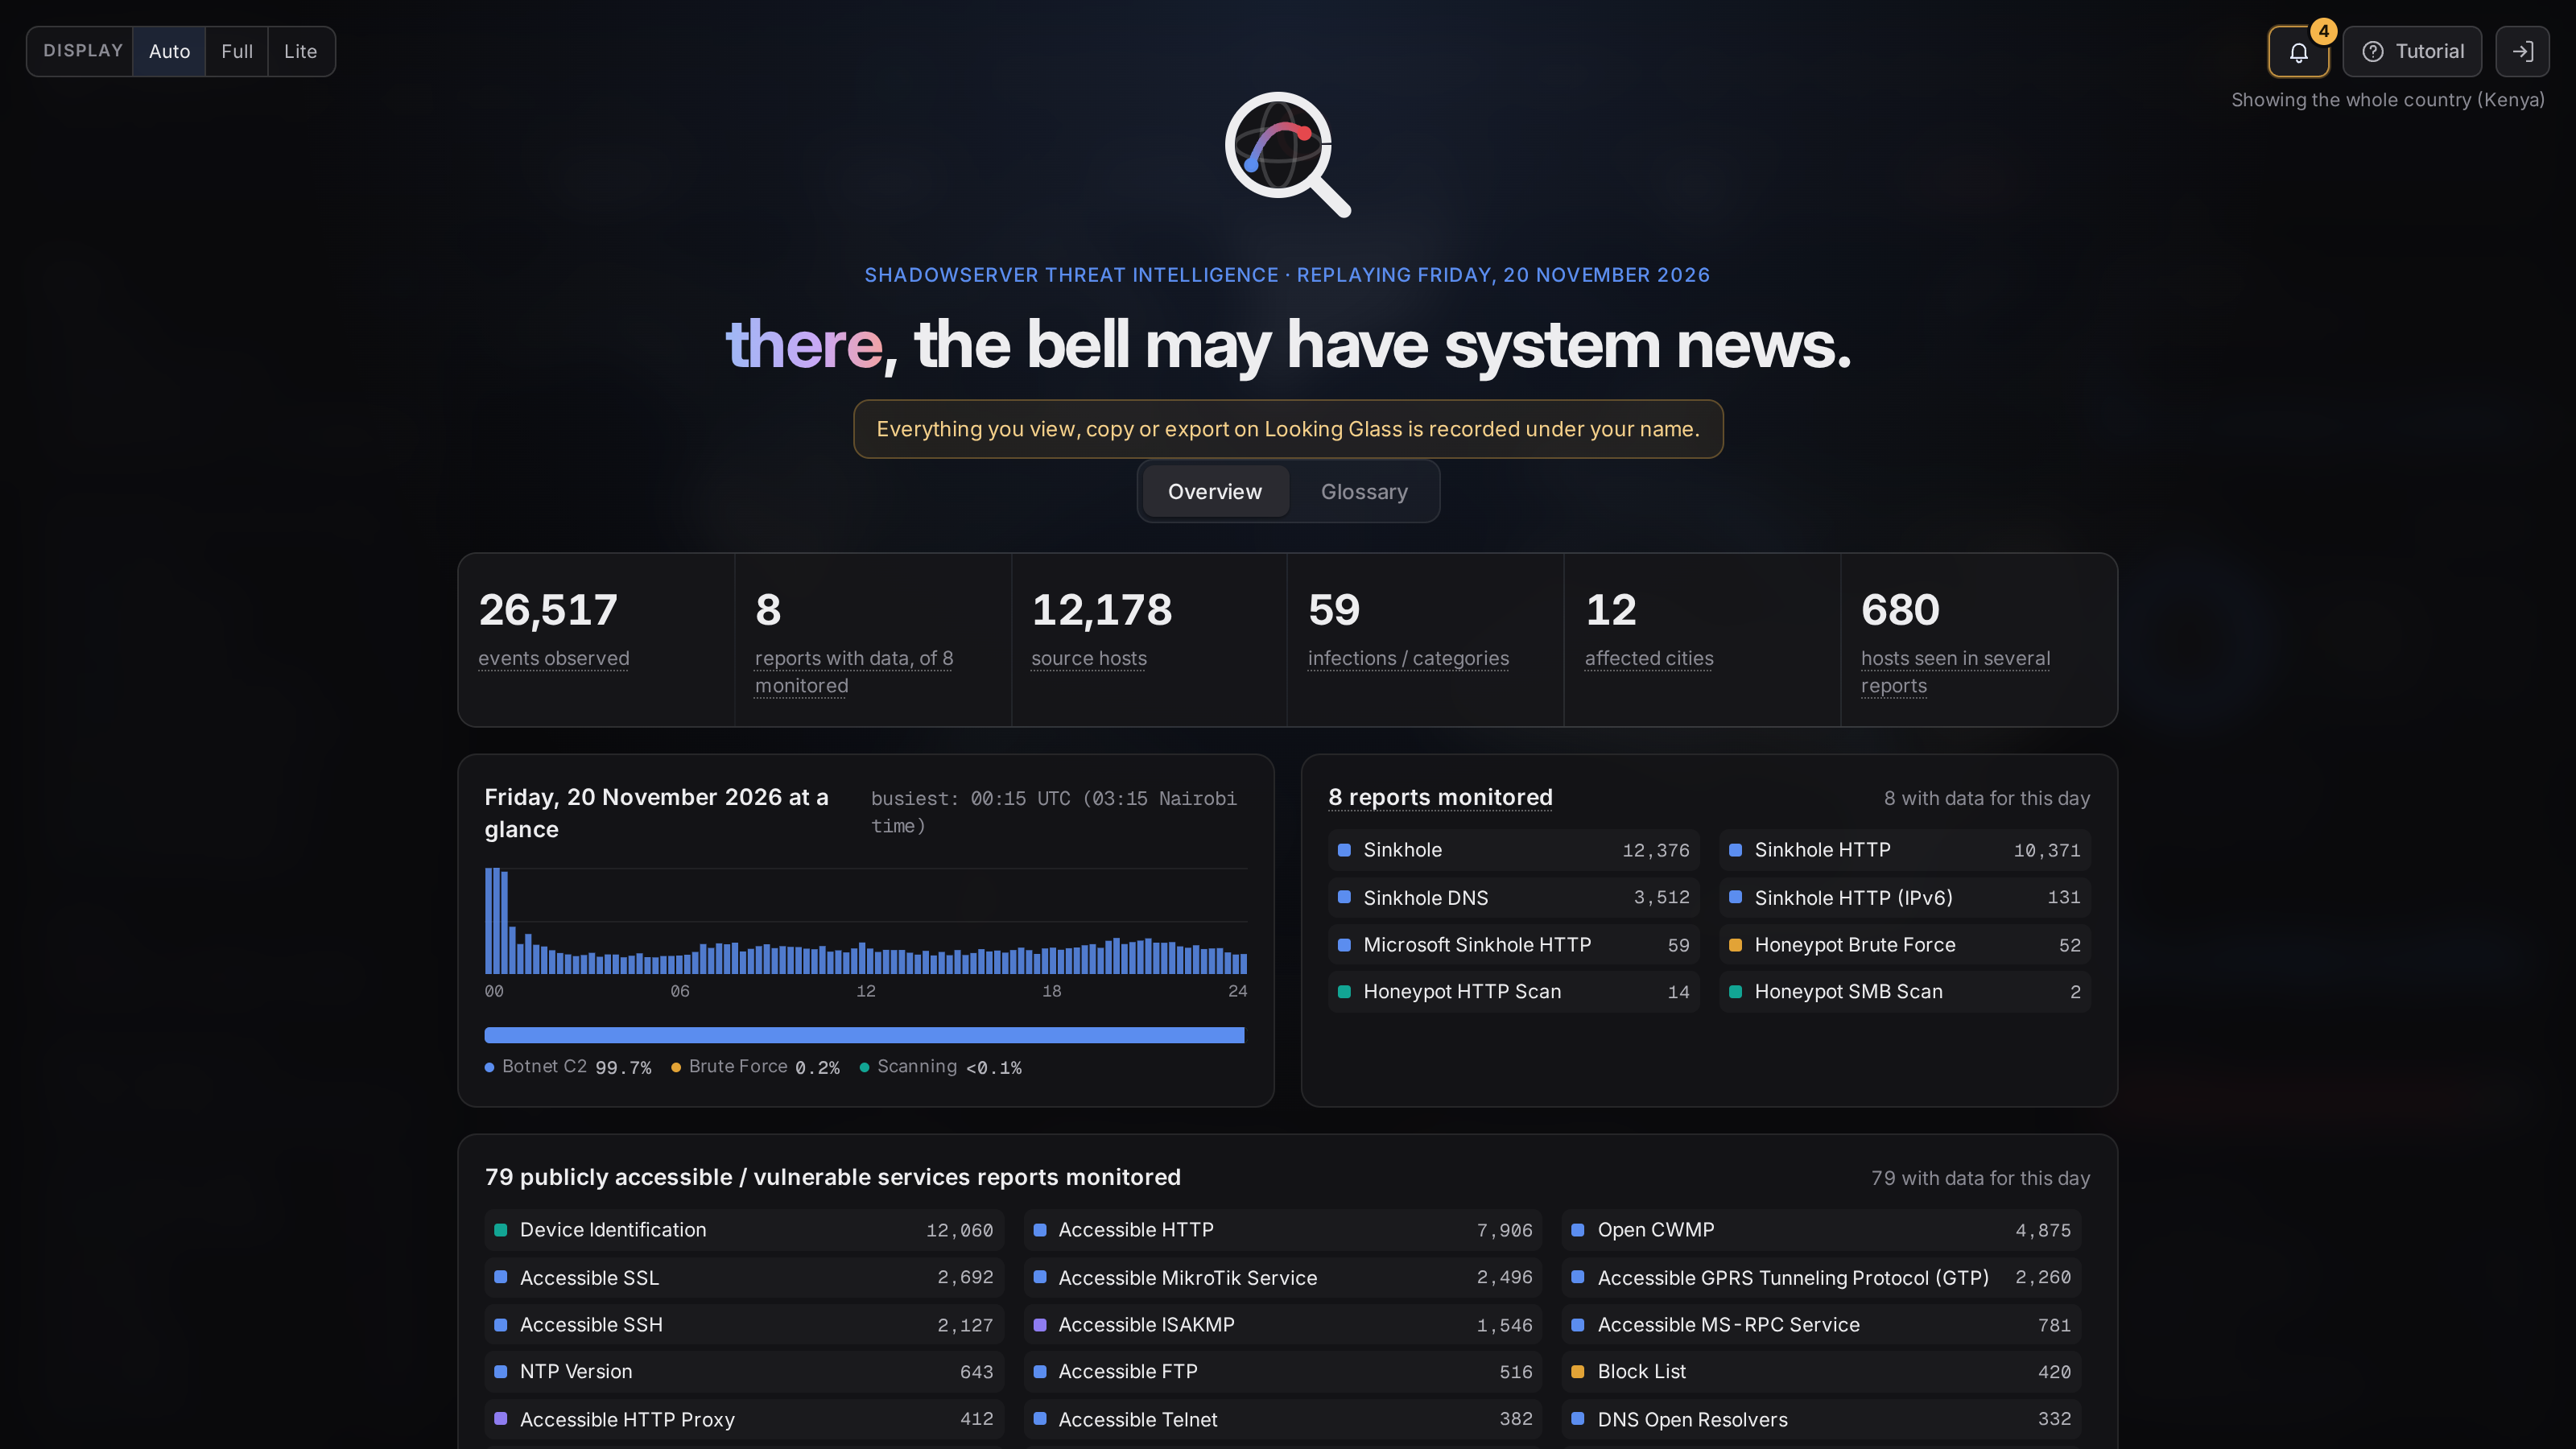 DISPLAY Auto Full Lite
4
Tutorial
Showing the whole country (Kenya)
SHADOWSERVER THREAT INTELLIGENCE · REPLAYING FRIDAY, 20 NOVEMBER 2026
there, the bell may have system news.
Everything you view, copy or export on Looking Glass is recorded under your name.
Overview Glossary
26,517
events observed
8
reports with data, of 8
monitored
12,178
source hosts
59
infections / categories
12
affected cities
680
hosts seen in several
reports
Friday, 20 November 2026 at a
glance
busiest: 00:15 UTC (03:15 Nairobi
time)
00 06 12 18 24
Botnet C2 99.7% Brute Force 0.2% Scanning <0.1%
8 reports monitored
8 with data for this day
Sinkhole 12,376
Sinkhole HTTP 10,371
Sinkhole DNS 3,512
Sinkhole HTTP (IPv6) 131
Microsoft Sinkhole HTTP 59
Honeypot Brute Force 52
Honeypot HTTP Scan 14
Honeypot SMB Scan 2
79 publicly accessible / vulnerable services reports monitored
79 with data for this day
Device Identification 12,060
Accessible HTTP 7,906
Open CWMP 4,875
Accessible SSL 2,692
Accessible MikroTik Service 2,496
Accessible GPRS Tunneling Protocol (GTP) 2,260
Accessible SSH 2,127
Accessible ISAKMP 1,546
Accessible MS-RPC Service 781
NTP Version 643
Accessible FTP 516
Block List 420
Accessible HTTP Proxy 412
Accessible Telnet 382
DNS Open Resolvers 332